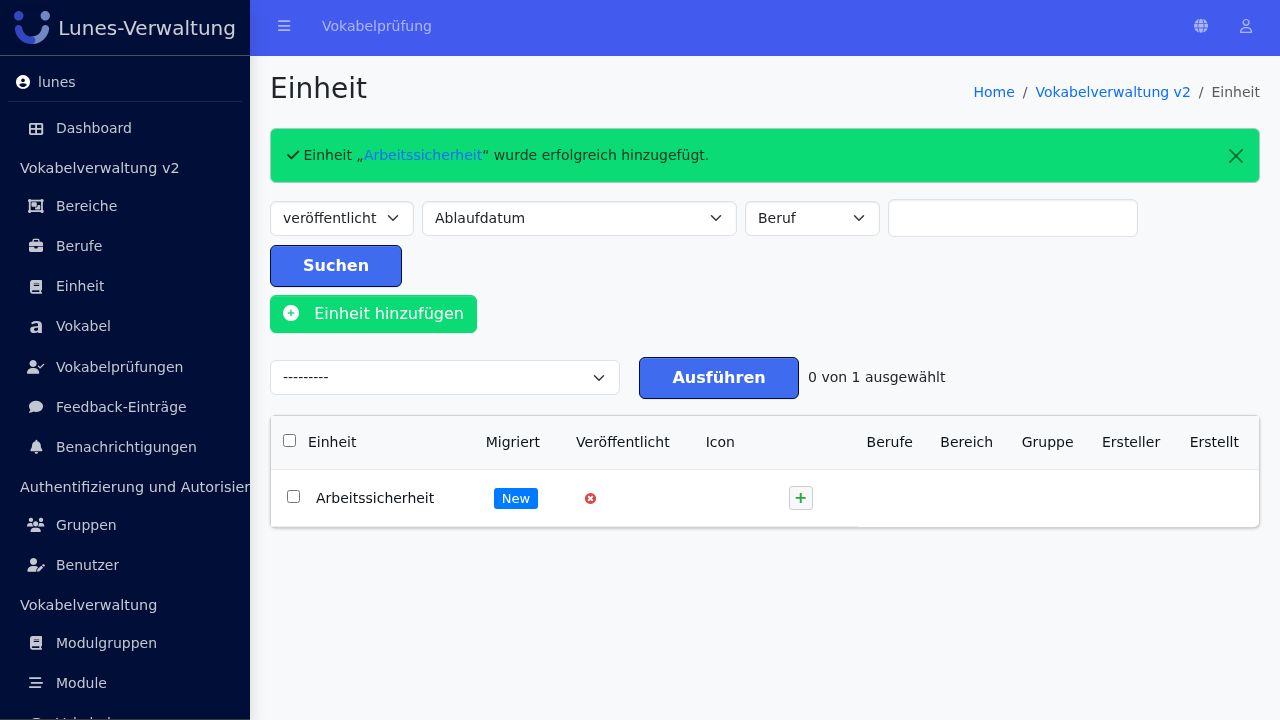 Lunes-Verwaltung
Vokabelprüfung
lunes
Dashboard
Vokabelverwaltung v2
Bereiche
Berufe
Einheit
Vokabel
Vokabelprüfungen
Feedback-Einträge
Benachrichtigungen
Authentifizierung und Autorisier
Gruppen
Benutzer
Vokabelverwaltung
Modulgruppen
Module
Einheit
Home / Vokabelverwaltung v2 / Einheit
Einheit „Arbeitssicherheit“ wurde erfolgreich hinzugefügt.
veröffentlicht Ablaufdatum Beruf
Suchen
Einheit hinzufügen
--------- Ausführen 0 von 1 ausgewählt
Einheit Migriert Veröffentlicht Icon Berufe Bereich Gruppe Ersteller Erstellt
Arbeitssicherheit New